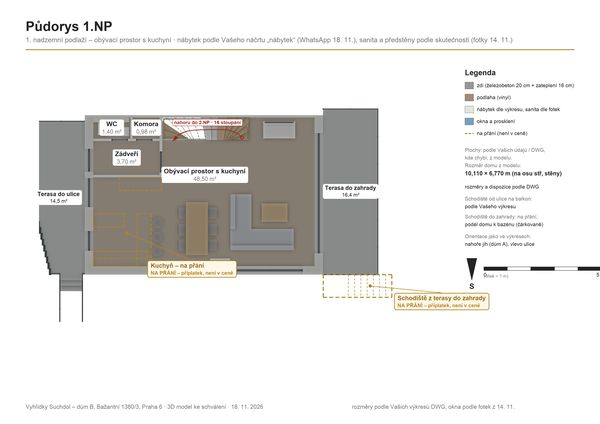 Půdorys 1.NP
1. nadzemní podlaží – obývací prostor s kuchyní · nábytek podle Vašeho náčrtu „nábytek“ (WhatsApp 18. 11.), sanita a předstěny podle skutečnosti (fotky 14. 11.)
Legenda
zdi (železobeton 20 cm + zateplení 16 cm)
podlaha (vinyl)
nábytek dle výkresu, sanita dle fotek
okna a prosklení
na přání (není v ceně)
Plochy: podle Vašich údajů / DWG,
kde chybí, z modelu.
Rozměr domu z modelu:
10,110 × 6,770 m (na osu stř, stěny)
rozměry a dispozice podle DWG
Schodiště od ulice na balkon:
podle Vašeho výkresu
Schodiště do zahrady: na přání,
podél domu k bazénu (čárkovaně)
Orientace jako ve výkresech:
nahoře jih (dům A), vlevo ulice
S
0
5
WC
1,40 m²
Komora
0,98 m²
nahoru do 2.NP · 16 stoupání
Zádveří
3,70 m²
Obývací prostor s kuchyní
48,50 m²
Terasa do ulice
14,5 m²
Terasa do zahrady
16,4 m²
Kuchyň – na přání
NA PŘÁNÍ – příplatek, není v ceně
Schodiště z terasy do zahrady
NA PŘÁNÍ – příplatek, není v ceně
Vyhlídky Suchdol – dům B, Bažantní 1380/3, Praha 6 · 3D model ke schválení · 18. 11. 2026
rozměry podle Vašich výkresů DWG, okna podle fotek z 14. 11.